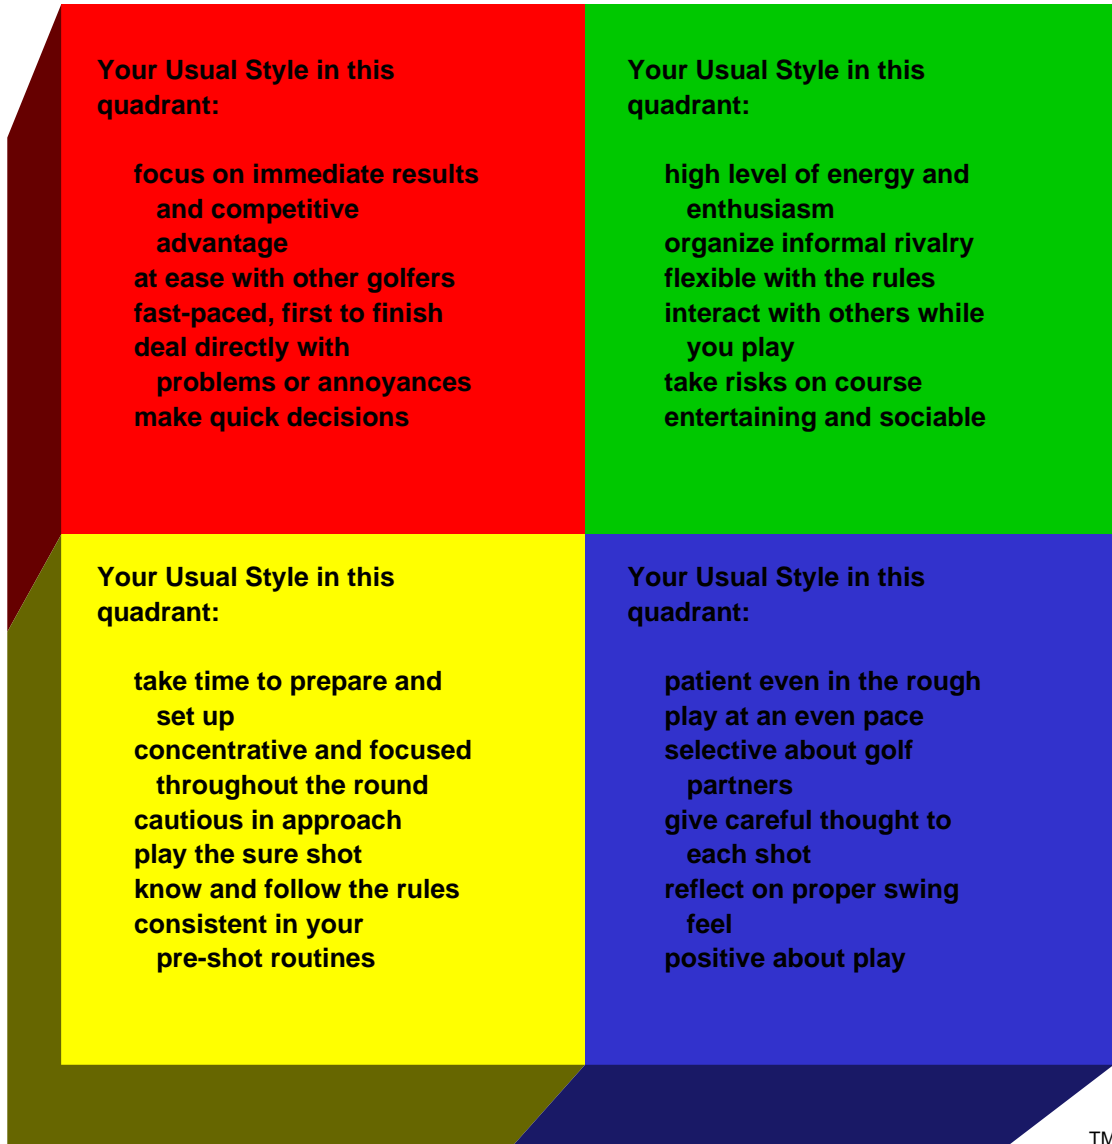 Your Usual Style in this
quadrant:
focus on immediate results
and competitive
advantage
at ease with other golfers
fast-paced, first to finish
deal directly with
problems or annoyances
make quick decisions
Your Usual Style in this
quadrant:
high level of energy and
enthusiasm
organize informal rivalry
flexible with the rules
interact with others while
you play
take risks on course
entertaining and sociable
Your Usual Style in this
quadrant:
take time to prepare and
set up
concentrative and focused
throughout the round
cautious in approach
play the sure shot
know and follow the rules
consistent in your
pre-shot routines
Your Usual Style in this
quadrant:
patient even in the rough
play at an even pace
selective about golf
partners
give careful thought to
each shot
reflect on proper swing
feel
positive about play
TM